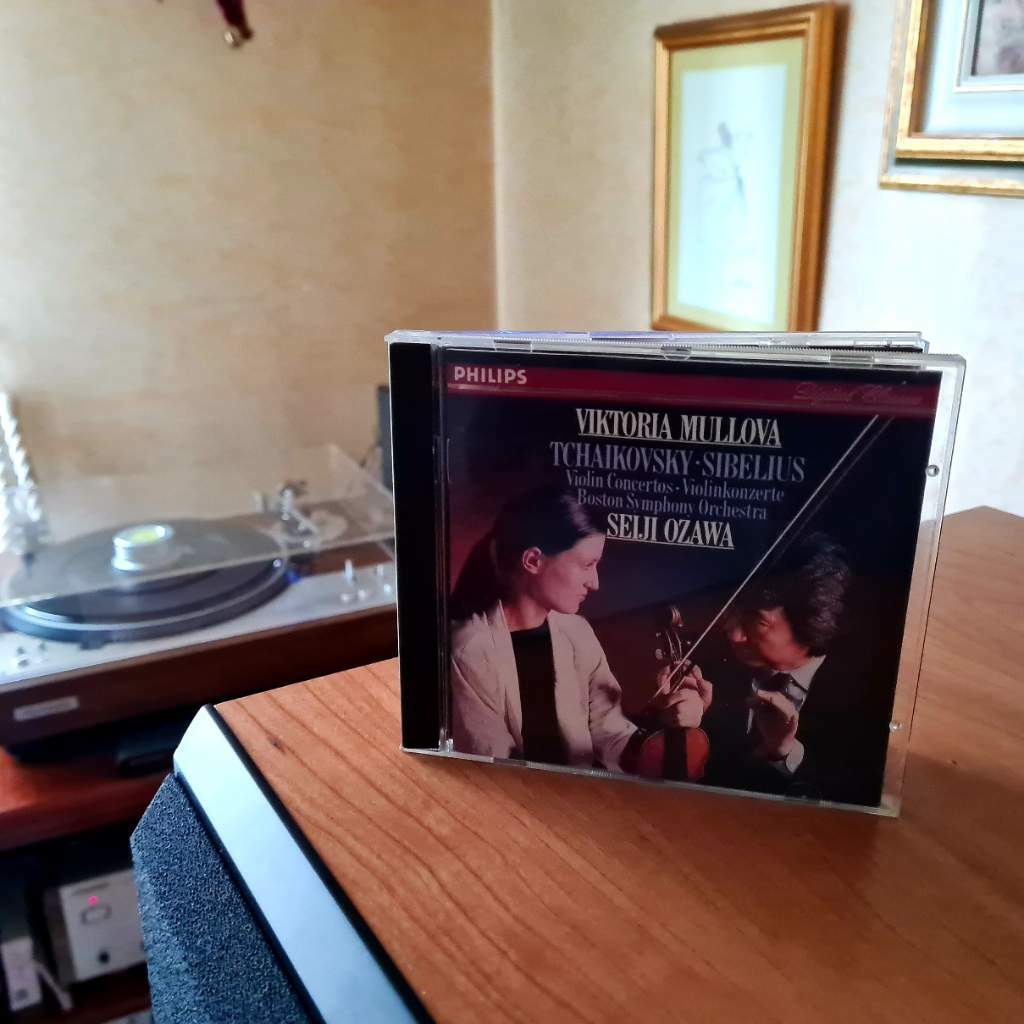 PHILIPS
Digital Classics
VIKTORIA MULLOVA
TCHAIKOVSKY·SIBELIUS
Violin Concertos·Violinkonzerte
Boston Symphony Orchestra
SEIJI OZAWA